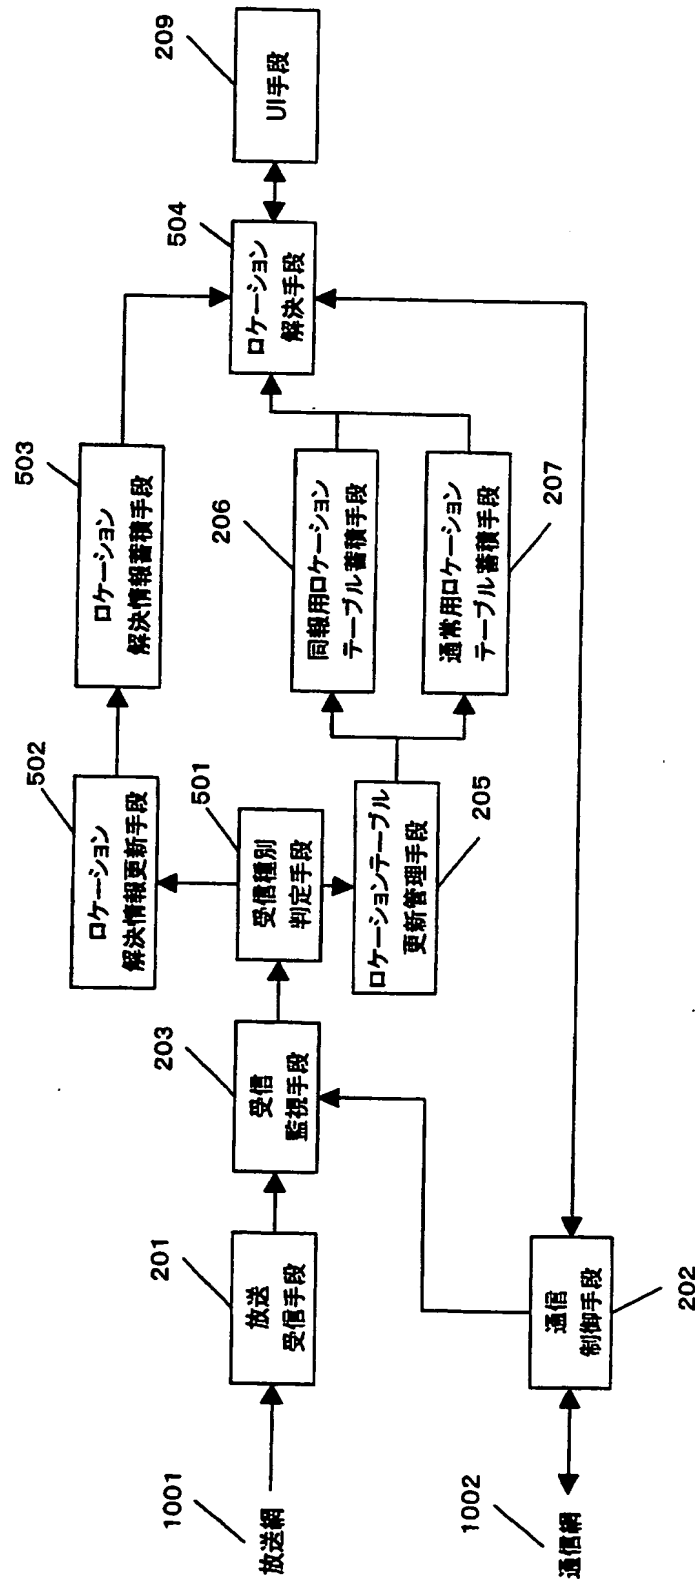 1001
放送網
201
放送
受信手段
203
受信
監視手段
501
受信種別
判定手段
502
ロケーション
解決情報更新手段
503
ロケーション
解決情報蓄積手段
205
ロケーションテーブル
更新管理手段
206
同報用ロケーション
テーブル蓄積手段
207
通常用ロケーション
テーブル蓄積手段
504
ロケーション
解決手段
209
UI手段
1002
通信網
202
通信
制御手段